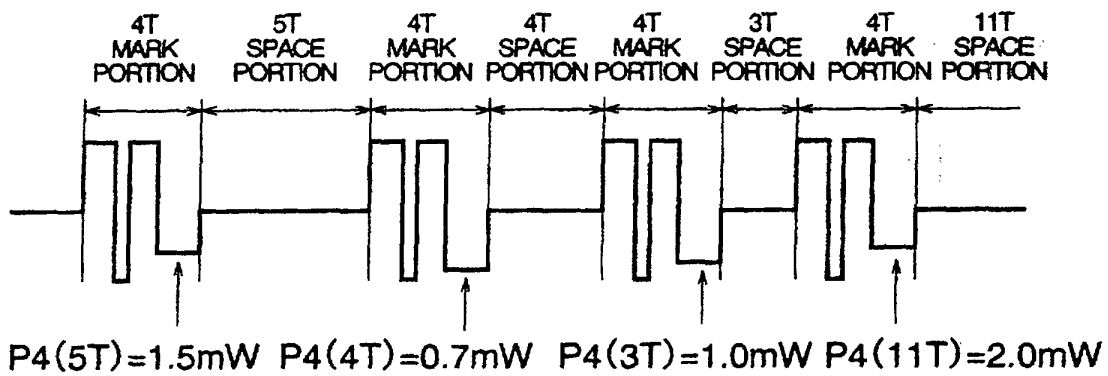 4T MARK PORTION
5T SPACE PORTION
4T MARK PORTION
4T SPACE PORTION
4T MARK PORTION
3T SPACE PORTION
4T MARK PORTION
11T SPACE PORTION
P4(5T)=1.5mW P4(4T)=0.7mW P4(3T)=1.0mW P4(11T)=2.0mW